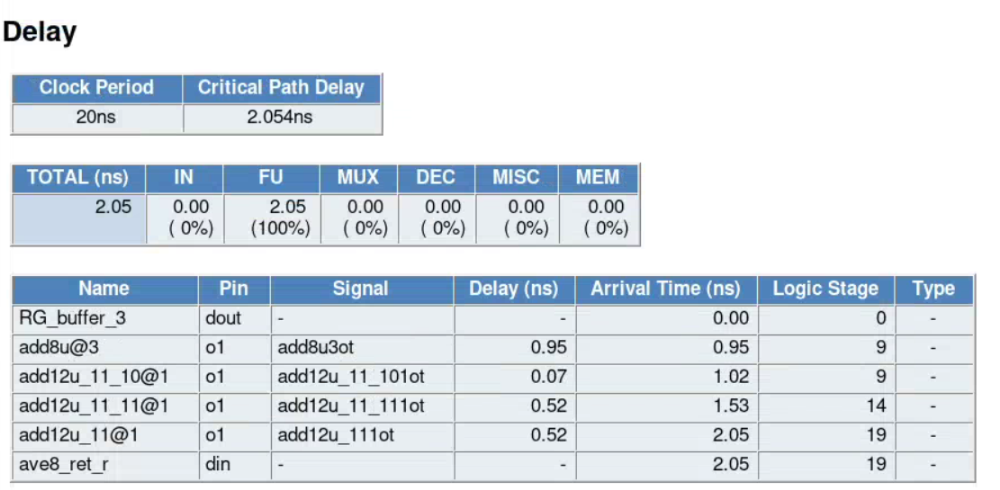 Delay
Clock Period Critical Path Delay
20ns 2.054ns
TOTAL (ns) IN FU MUX DEC MISC MEM
2.05 0.00 2.05 0.00 0.00 0.00 0.00
( 0%) (100%) ( 0%) ( 0%) ( 0%) ( 0%)
Name Pin Signal Delay (ns) Arrival Time (ns) Logic Stage Type
RG_buffer_3 dout - - 0.00 0 -
add8u@3 o1 add8u3ot 0.95 0.95 9 -
add12u_11_10@1 o1 add12u_11_101ot 0.07 1.02 9 -
add12u_11_11@1 o1 add12u_11_111ot 0.52 1.53 14 -
add12u_11@1 o1 add12u_111ot 0.52 2.05 19 -
ave8_ret_r din - - 2.05 19 -